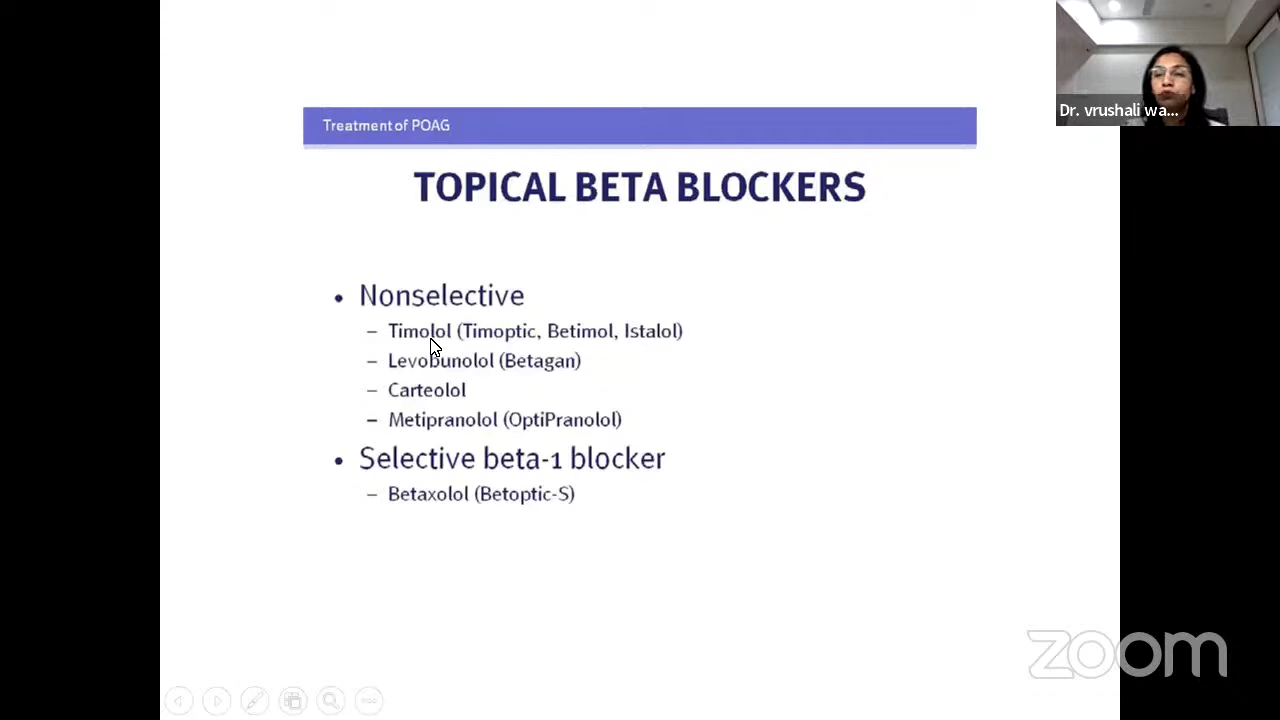 Dr. vrushali wa...
Treatment of POAG
TOPICAL BETA BLOCKERS
• Nonselective
– Timolol (Timoptic, Betimol, Istalol)
– Levobunolol (Betagan)
– Carteolol
– Metipranolol (OptiPranolol)
• Selective beta-1 blocker
– Betaxolol (Betoptic-S)
zoom